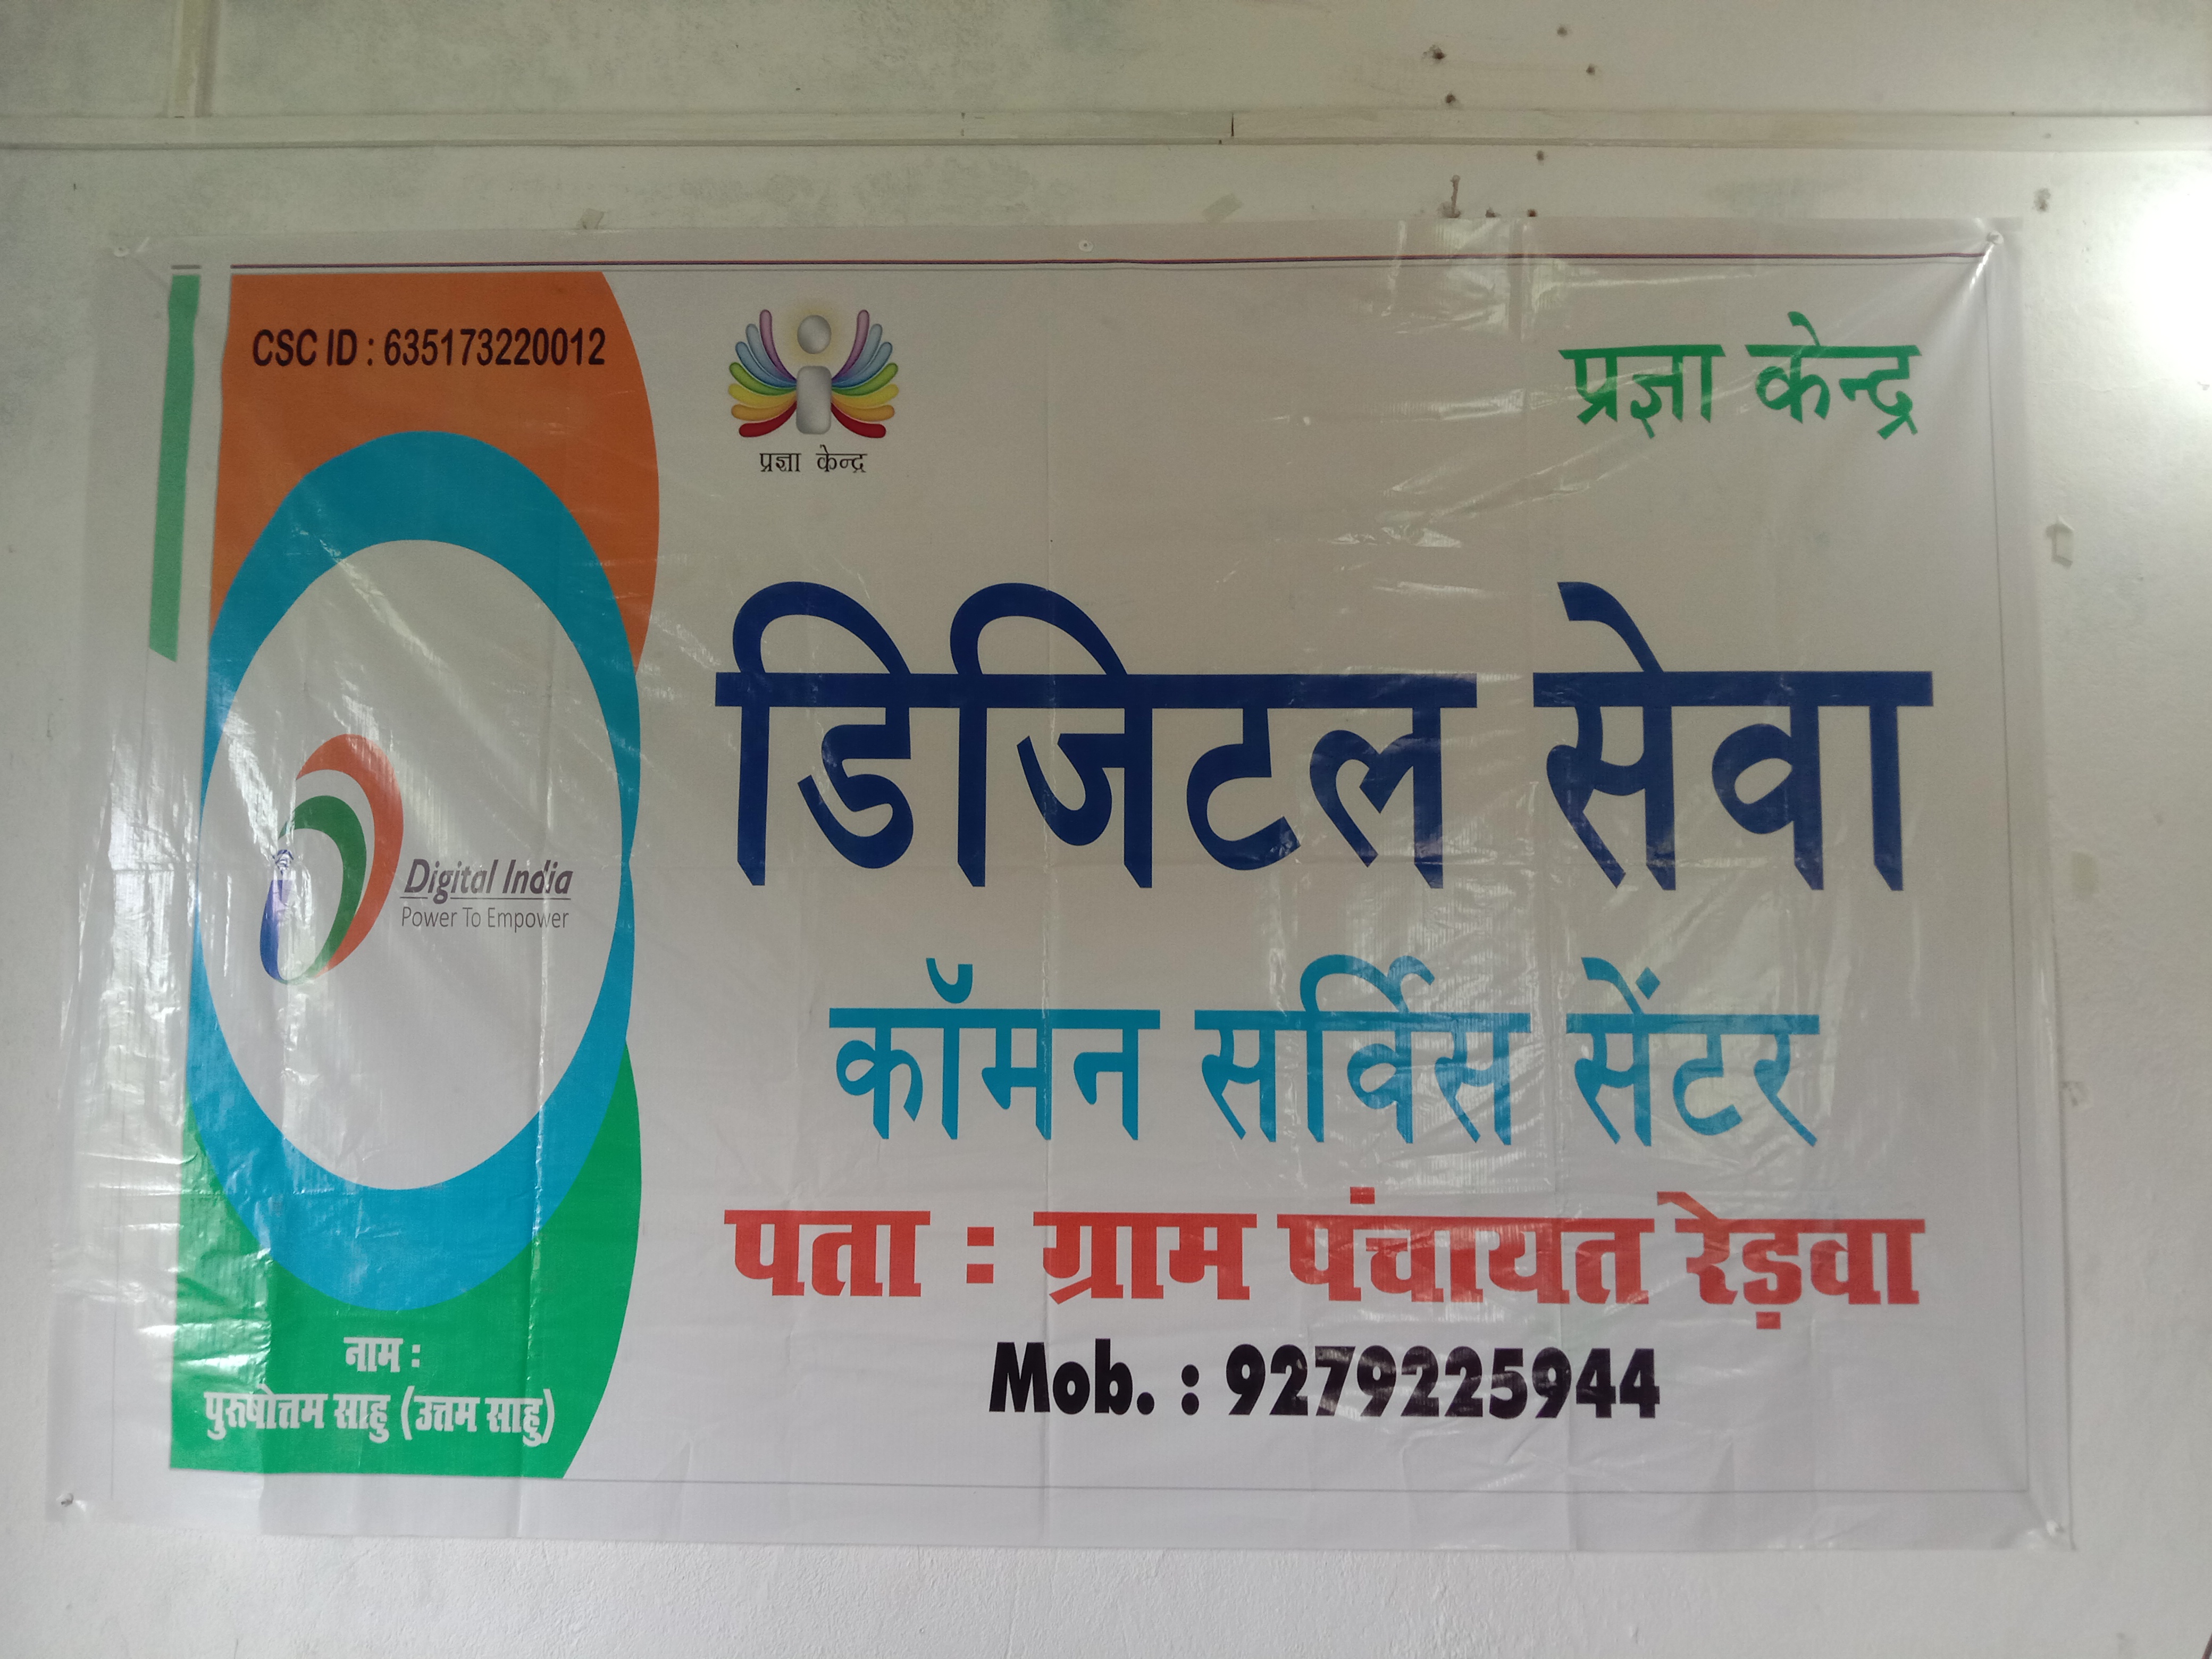 CSC ID : 635173220012
प्रज्ञा केन्द्र
प्रज्ञा केन्द्र
डिजिटल सेवा
Digital India
Power To Empower
कॉमन सर्विस सेंटर
पता : ग्राम पंचायत रेड़वा
Mob. : 9279225944
नाम :
पुरुषोत्तम साहु (उत्तम साहु)